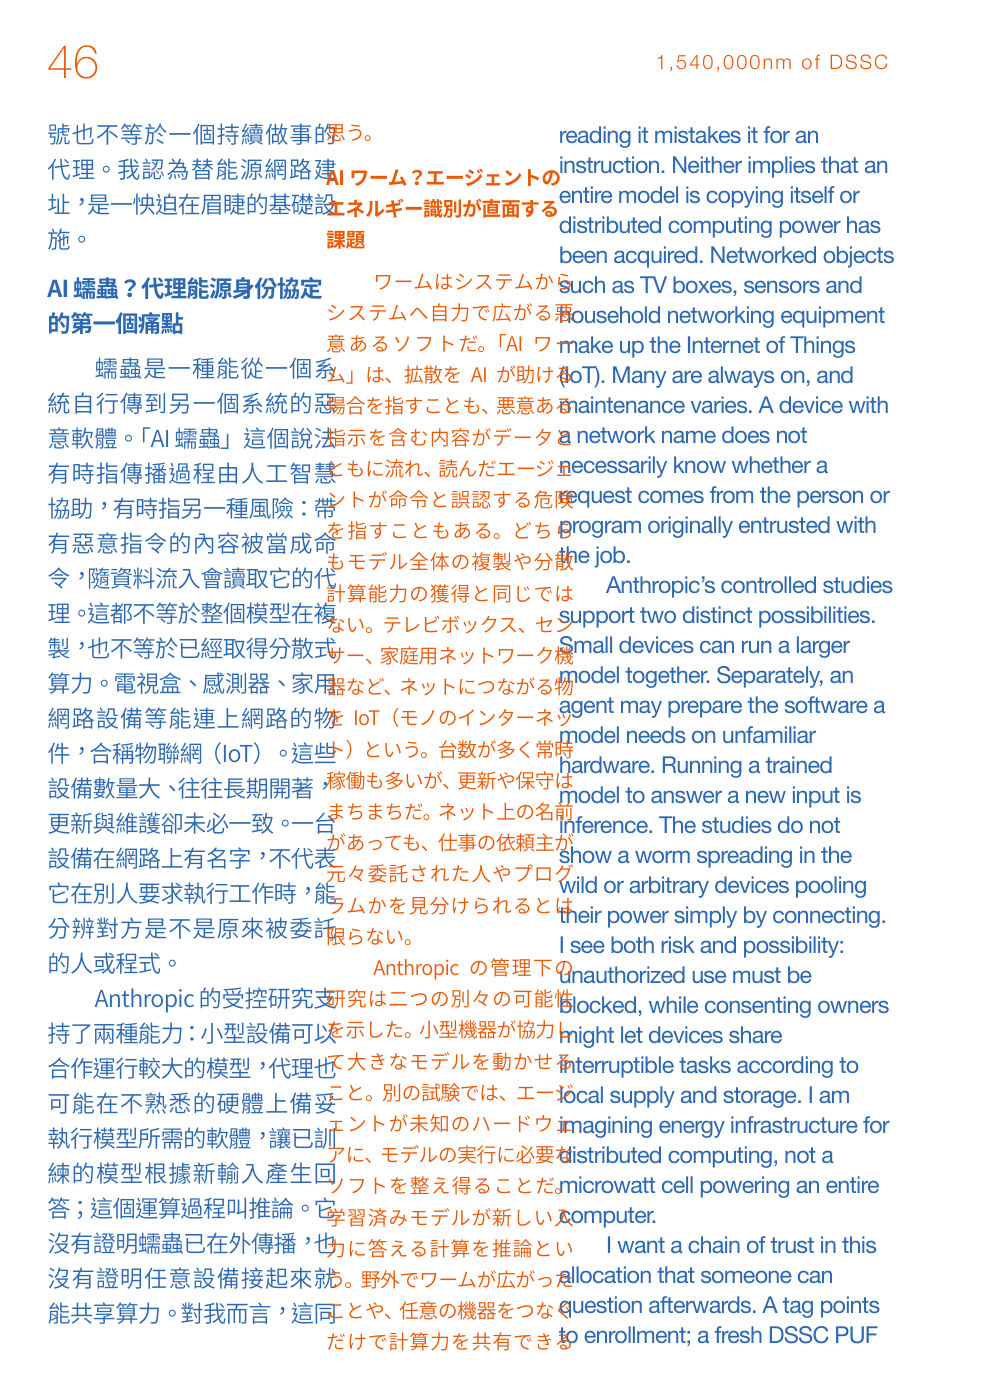 46
1,540,000nm of DSSC
號也不等於一個持續做事的
代理。我認為替能源網路建
址，是一怏迫在眉睫的基礎設
施。
AI 蠕蟲？代理能源身份協定
的第一個痛點
蠕蟲是一種能從一個系
統自行傳到另一個系統的惡
意軟體。「AI 蠕蟲」這個說法
有時指傳播過程由人工智慧
協助，有時指另一種風險：帶
有惡意指令的內容被當成命
令，隨資料流入會讀取它的代
理。這都不等於整個模型在複
製，也不等於已經取得分散式
算力。電視盒、感測器、家用
網路設備等能連上網路的物
件，合稱物聯網（IoT）。這些
設備數量大、往往長期開著，
更新與維護卻未必一致。一台
設備在網路上有名字，不代表
它在別人要求執行工作時，能
分辨對方是不是原來被委託
的人或程式。
Anthropic 的受控研究支
持了兩種能力：小型設備可以
合作運行較大的模型，代理也
可能在不熟悉的硬體上備妥
執行模型所需的軟體，讓已訓
練的模型根據新輸入產生回
答；這個運算過程叫推論。它
沒有證明蠕蟲已在外傳播，也
沒有證明任意設備接起來就
能共享算力。對我而言，這同
思う。
AI ワーム？エージェントの
エネルギー識別が直面する
課題
ワームはシステムから
システムへ自力で広がる悪
意あるソフトだ。「AI ワー
ム」は、拡散を AI が助ける
場合を指すことも、悪意ある
指示を含む内容がデータと
ともに流れ、読んだエージェ
ントが命令と誤認する危険
を指すこともある。どちら
もモデル全体の複製や分散
計算能力の獲得と同じでは
ない。テレビボックス、セン
サー、家庭用ネットワーク機
器など、ネットにつながる物
を IoT（モノのインターネッ
ト）という。台数が多く常時
稼働も多いが、更新や保守は
まちまちだ。ネット上の名前
があっても、仕事の依頼主が
元々委託された人やプログ
ラムかを見分けられるとは
限らない。
Anthropic の管理下の
研究は二つの別々の可能性
を示した。小型機器が協力し
て大きなモデルを動かせる
こと。別の試験では、エージ
ェントが未知のハードウェ
アに、モデルの実行に必要な
ソフトを整え得ることだ。
学習済みモデルが新しい入
力に答える計算を推論とい
う。野外でワームが広がった
ことや、任意の機器をつなぐ
だけで計算力を共有できる
reading it mistakes it for an
instruction. Neither implies that an
entire model is copying itself or
distributed computing power has
been acquired. Networked objects
such as TV boxes, sensors and
household networking equipment
make up the Internet of Things
(IoT). Many are always on, and
maintenance varies. A device with
a network name does not
necessarily know whether a
request comes from the person or
program originally entrusted with
the job.
Anthropic’s controlled studies
support two distinct possibilities.
Small devices can run a larger
model together. Separately, an
agent may prepare the software a
model needs on unfamiliar
hardware. Running a trained
model to answer a new input is
inference. The studies do not
show a worm spreading in the
wild or arbitrary devices pooling
their power simply by connecting.
I see both risk and possibility:
unauthorized use must be
blocked, while consenting owners
might let devices share
interruptible tasks according to
local supply and storage. I am
imagining energy infrastructure for
distributed computing, not a
microwatt cell powering an entire
computer.
I want a chain of trust in this
allocation that someone can
question afterwards. A tag points
to enrollment; a fresh DSSC PUF